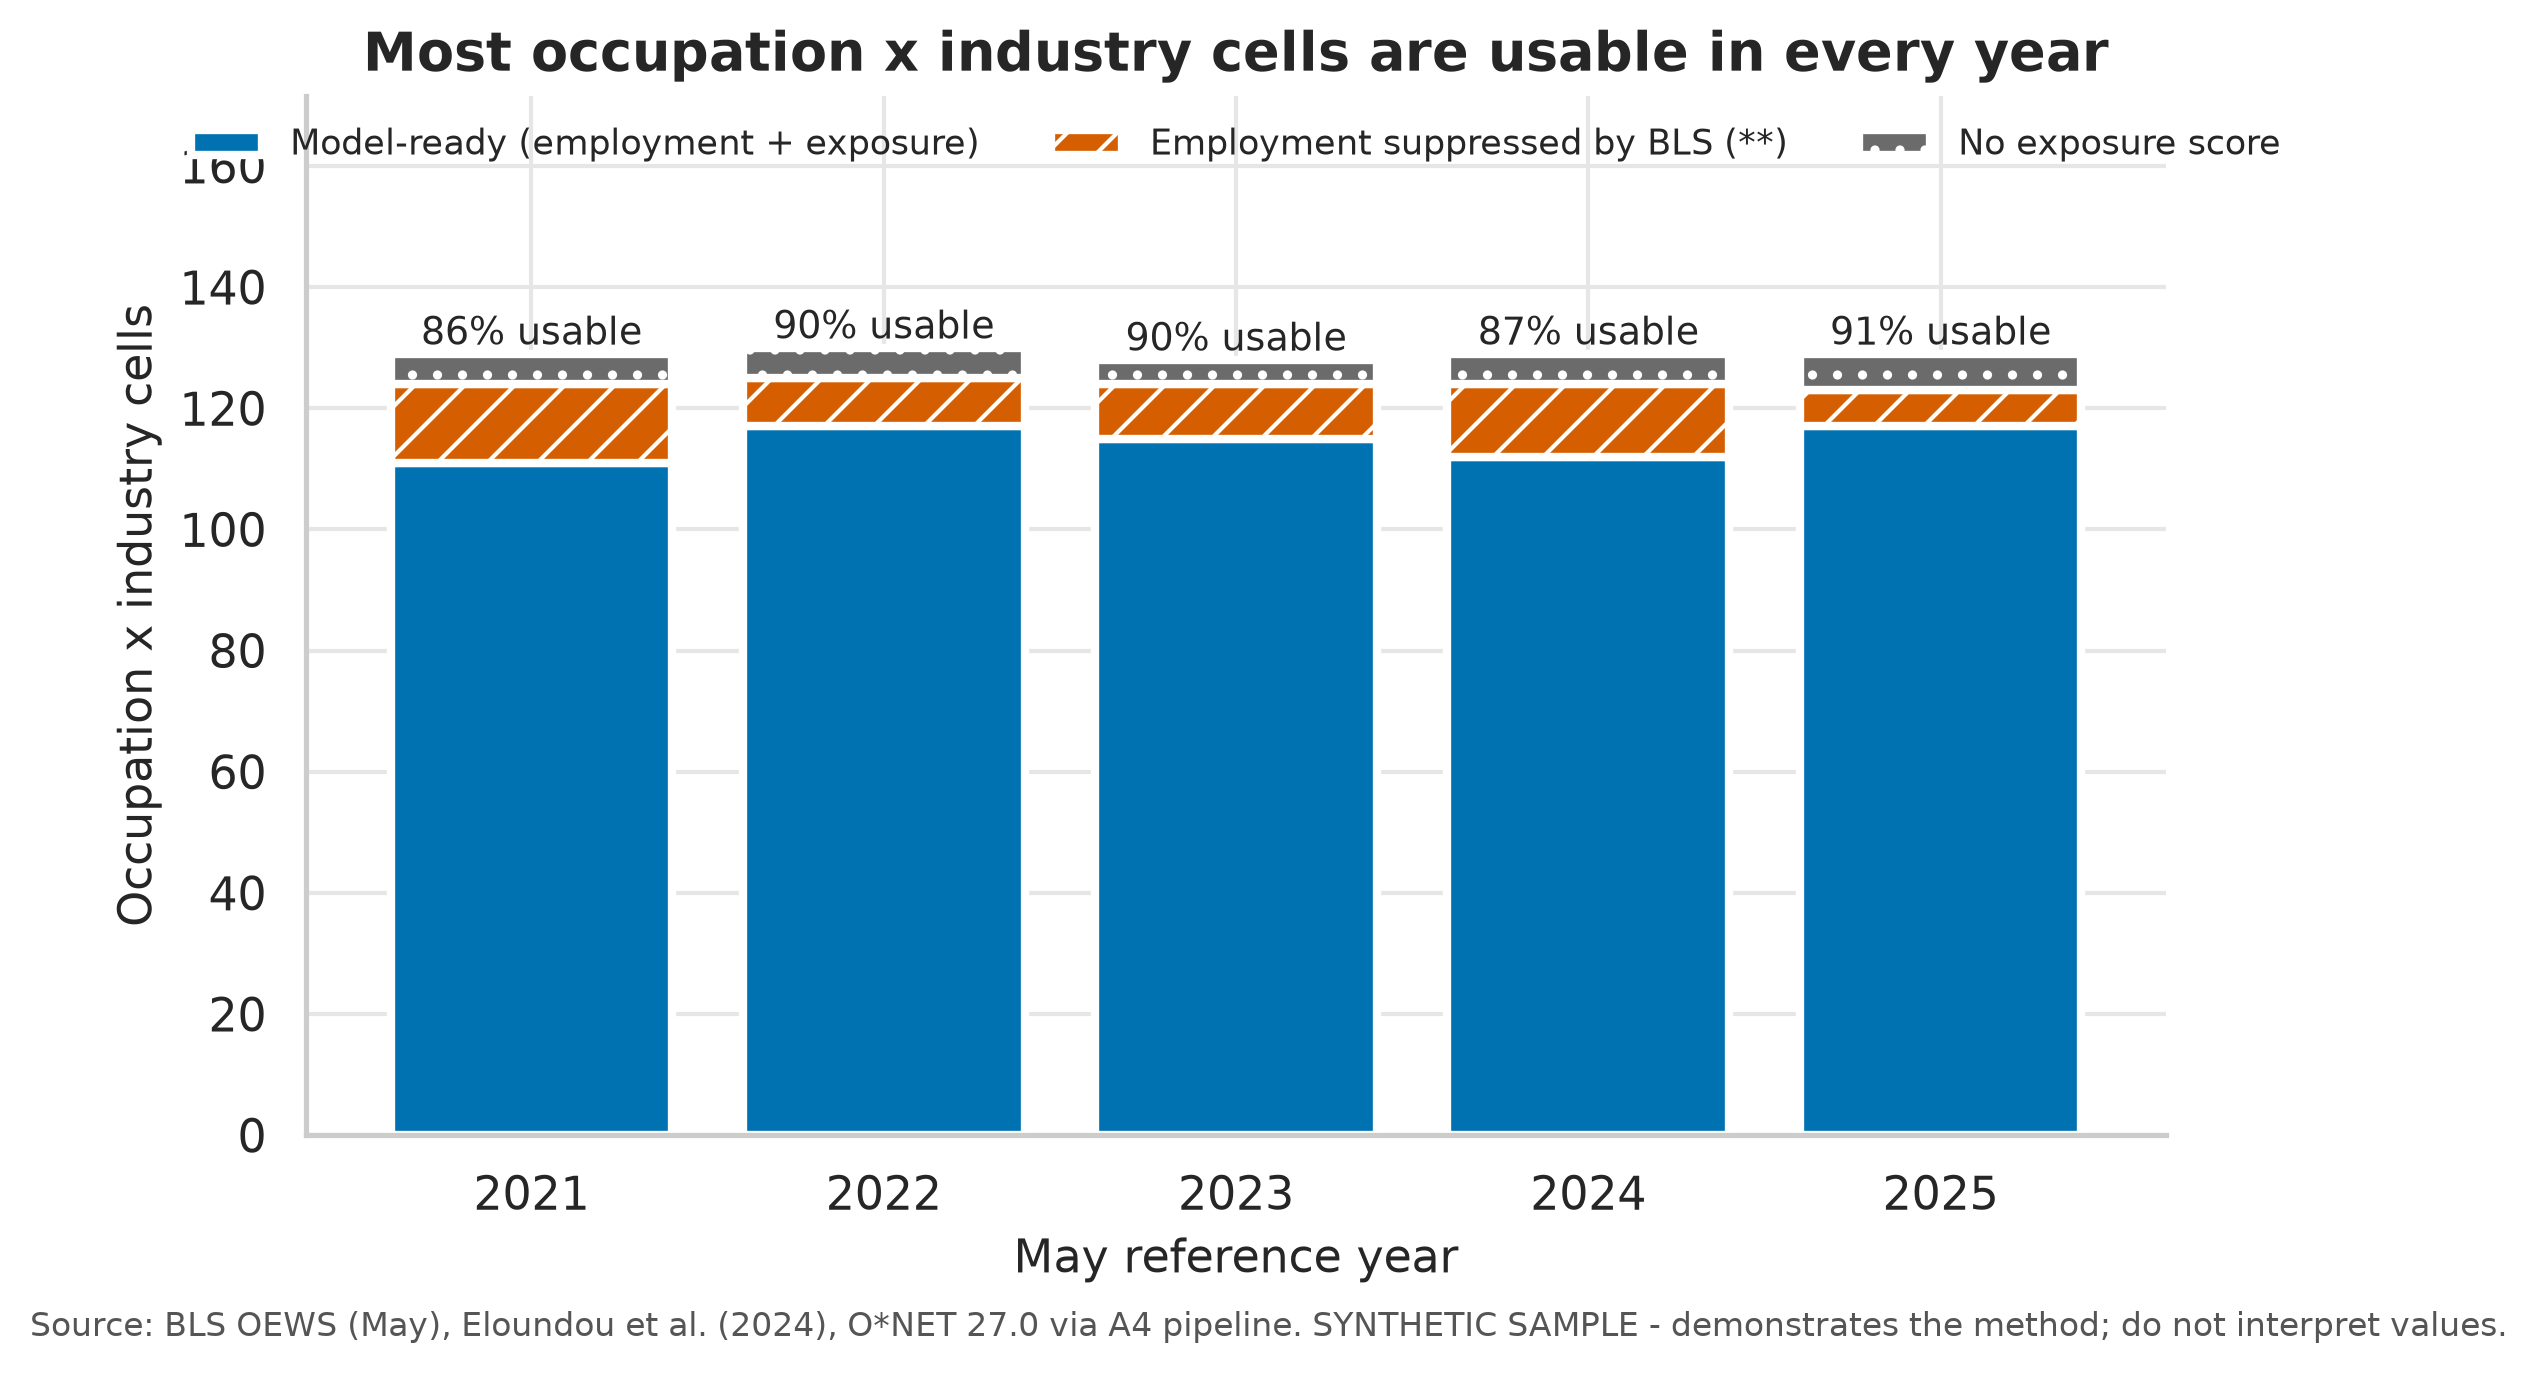 Most occupation x industry cells are usable in every year
Model-ready (employment + exposure)
Employment suppressed by BLS (**)
No exposure score
160
140
120
100
80
60
40
20
0
Occupation x industry cells
86% usable
90% usable
90% usable
87% usable
91% usable
2021
2022
2023
2024
2025
May reference year
Source: BLS OEWS (May), Eloundou et al. (2024), O*NET 27.0 via A4 pipeline. SYNTHETIC SAMPLE - demonstrates the method; do not interpret values.